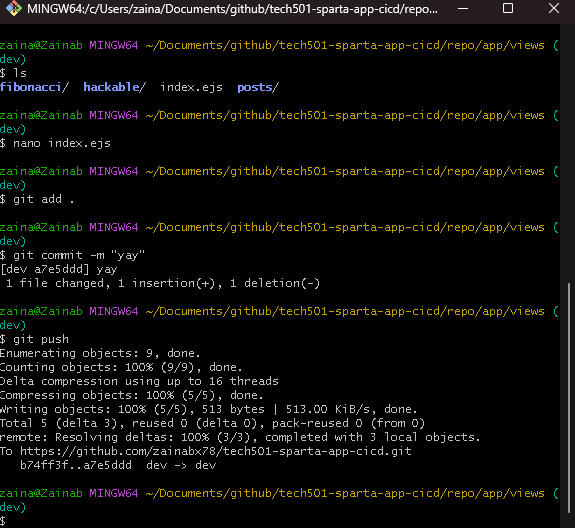 MINGW64:/c/Users/zaina/Documents/github/tech501-sparta-app-cicd/repo...
zaina@Zainab MINGW64 ~/Documents/github/tech501-sparta-app-cicd/repo/app/views (
dev)
$ ls
fibonacci/  hackable/  index.ejs  posts/
zaina@Zainab MINGW64 ~/Documents/github/tech501-sparta-app-cicd/repo/app/views (
dev)
$ nano index.ejs
zaina@Zainab MINGW64 ~/Documents/github/tech501-sparta-app-cicd/repo/app/views (
dev)
$ git add .
zaina@Zainab MINGW64 ~/Documents/github/tech501-sparta-app-cicd/repo/app/views (
dev)
$ git commit -m "yay"
[dev a7e5ddd] yay
 1 file changed, 1 insertion(+), 1 deletion(-)
zaina@Zainab MINGW64 ~/Documents/github/tech501-sparta-app-cicd/repo/app/views (
dev)
$ git push
Enumerating objects: 9, done.
Counting objects: 100% (9/9), done.
Delta compression using up to 16 threads
Compressing objects: 100% (5/5), done.
Writing objects: 100% (5/5), 513 bytes | 513.00 KiB/s, done.
Total 5 (delta 3), reused 0 (delta 0), pack-reused 0 (from 0)
remote: Resolving deltas: 100% (3/3), completed with 3 local objects.
To https://github.com/zainabx78/tech501-sparta-app-cicd.git
   b74ff3f..a7e5ddd  dev -> dev
zaina@Zainab MINGW64 ~/Documents/github/tech501-sparta-app-cicd/repo/app/views (
dev)
$